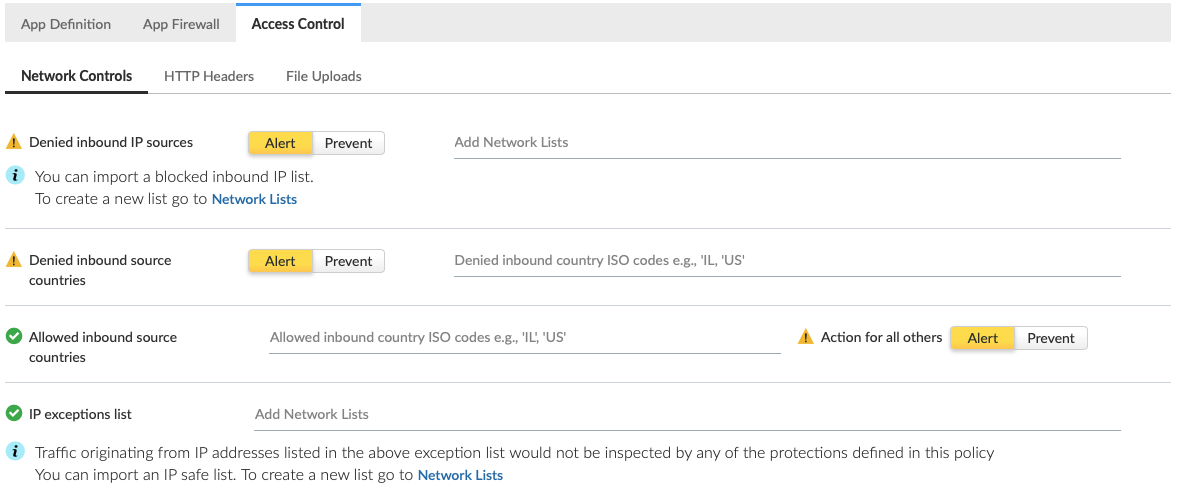 App Definition App Firewall Access Control
Network Controls HTTP Headers File Uploads
Denied inbound IP sources Alert Prevent Add Network Lists
You can import a blocked inbound IP list.
To create a new list go to Network Lists
Denied inbound source Alert Prevent Denied inbound country ISO codes e.g., 'IL, 'US'
countries
Allowed inbound source Allowed inbound country ISO codes e.g., 'IL', 'US' Action for all others Alert Prevent
countries
IP exceptions list Add Network Lists
Traffic originating from IP addresses listed in the above exception list would not be inspected by any of the protections defined in this policy
You can import an IP safe list. To create a new list go to Network Lists